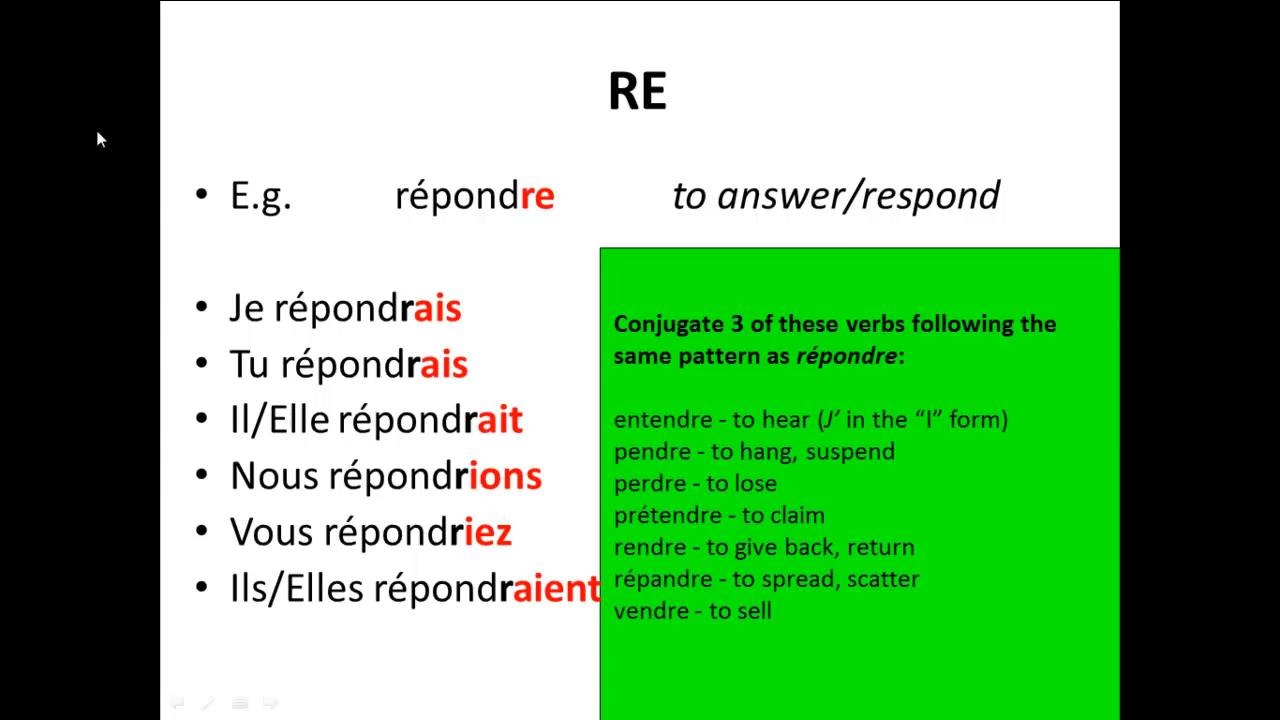 RE
• E.g. répondre to answer/respond
• Je répondrais
• Tu répondrais
• Il/Elle répondrait
• Nous répondrions
• Vous répondriez
• Ils/Elles répondraient
Conjugate 3 of these verbs following the
same pattern as répondre:
entendre - to hear (J’ in the “I” form)
pendre - to hang, suspend
perdre - to lose
prétendre - to claim
rendre - to give back, return
répandre - to spread, scatter
vendre - to sell